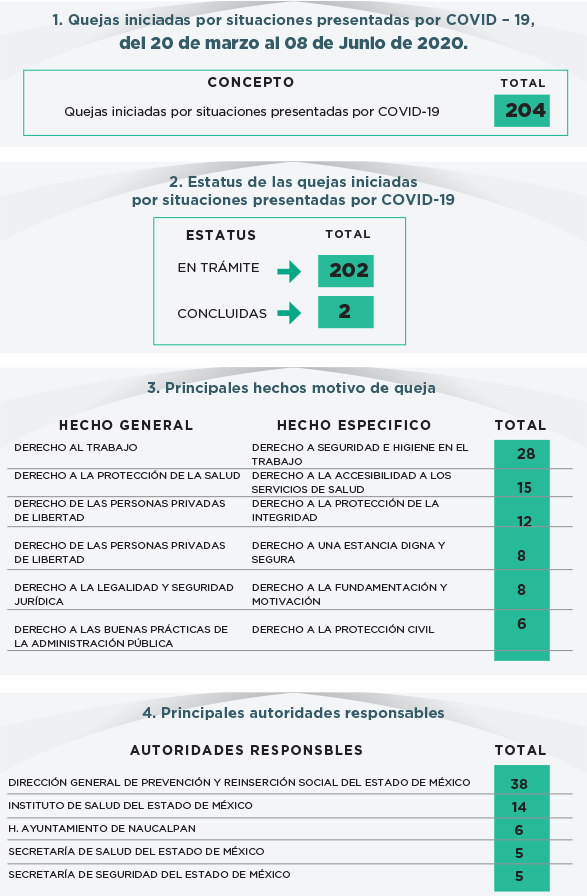 1. Quejas iniciadas por situaciones presentadas por COVID – 19,
del 20 de marzo al 08 de Junio de 2020.
CONCEPTO TOTAL
Quejas iniciadas por situaciones presentadas por COVID-19 204
2. Estatus de las quejas iniciadas
por situaciones presentadas por COVID-19
ESTATUS TOTAL
EN TRÁMITE 202
CONCLUIDAS 2
3. Principales hechos motivo de queja
HECHO GENERAL HECHO ESPECIFICO TOTAL
DERECHO AL TRABAJO DERECHO A SEGURIDAD E HIGIENE EN EL
TRABAJO 28
DERECHO A LA PROTECCIÓN DE LA SALUD DERECHO A LA ACCESIBILIDAD A LOS
SERVICIOS DE SALUD 15
DERECHO DE LAS PERSONAS PRIVADAS DERECHO A LA PROTECCIÓN DE LA
DE LIBERTAD INTEGRIDAD 12
DERECHO DE LAS PERSONAS PRIVADAS DERECHO A UNA ESTANCIA DIGNA Y
DE LIBERTAD SEGURA 8
DERECHO A LA LEGALIDAD Y SEGURIDAD DERECHO A LA FUNDAMENTACIÓN Y 8
JURÍDICA MOTIVACIÓN
DERECHO A LAS BUENAS PRÁCTICAS DE DERECHO A LA PROTECCIÓN CIVIL 6
LA ADMINISTRACIÓN PÚBLICA
4. Principales autoridades responsables
AUTORIDADES RESPONSBLES TOTAL
DIRECCIÓN GENERAL DE PREVENCIÓN Y REINSERCIÓN SOCIAL DEL ESTADO DE MÉXICO 38
INSTITUTO DE SALUD DEL ESTADO DE MÉXICO 14
H. AYUNTAMIENTO DE NAUCALPAN 6
SECRETARÍA DE SALUD DEL ESTADO DE MÉXICO 5
SECRETARÍA DE SEGURIDAD DEL ESTADO DE MÉXICO 5